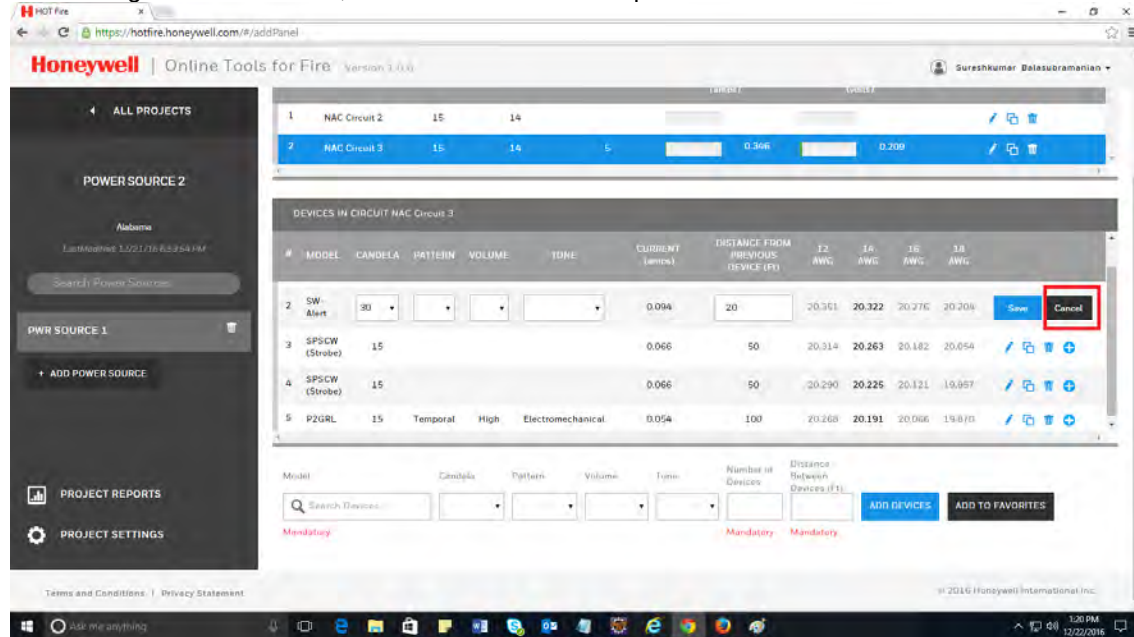 HOT Fire
https://hotfire.honeywell.com/#/addPanel
Honeywell | Online Tools for Fire Version 1.0.0
Sureshkumar Balasubramanian
ALL PROJECTS
POWER SOURCE 2
Alabama
Search Power Sources
PWR SOURCE 1
+ ADD POWER SOURCE
PROJECT REPORTS
PROJECT SETTINGS
1 NAC Circuit 2 15 14
2 NAC Circuit 3 15 14 5 0.346 0.209
DEVICES IN CIRCUIT NAC Circuit 3
# MODEL CANDELA PATTERN VOLUME TONE CURRENT (amps) DISTANCE FROM PREVIOUS DEVICE (Ft) 12 AWG 14 AWG 16 AWG 18 AWG
2 SW-Alert 30 0.094 20 20.351 20.322 20.276 20.204 Save Cancel
3 SPSCW (Strobe) 15 0.066 50 20.314 20.263 20.182 20.054
4 SPSCW (Strobe) 15 0.066 50 20.290 20.225 20.121 19.957
5 P2GRL 15 Temporal High Electromechanical 0.054 100 20.268 20.191 20.066 19.870
Model Candela Pattern Volume Tone Number of Devices Distance Between Devices (Ft)
Search Devices ADD DEVICES ADD TO FAVORITES
Mandatory Mandatory Mandatory
Terms and Conditions | Privacy Statement
© 2016 Honeywell International Inc.
Ask me anything
1:20 PM
12/22/2016